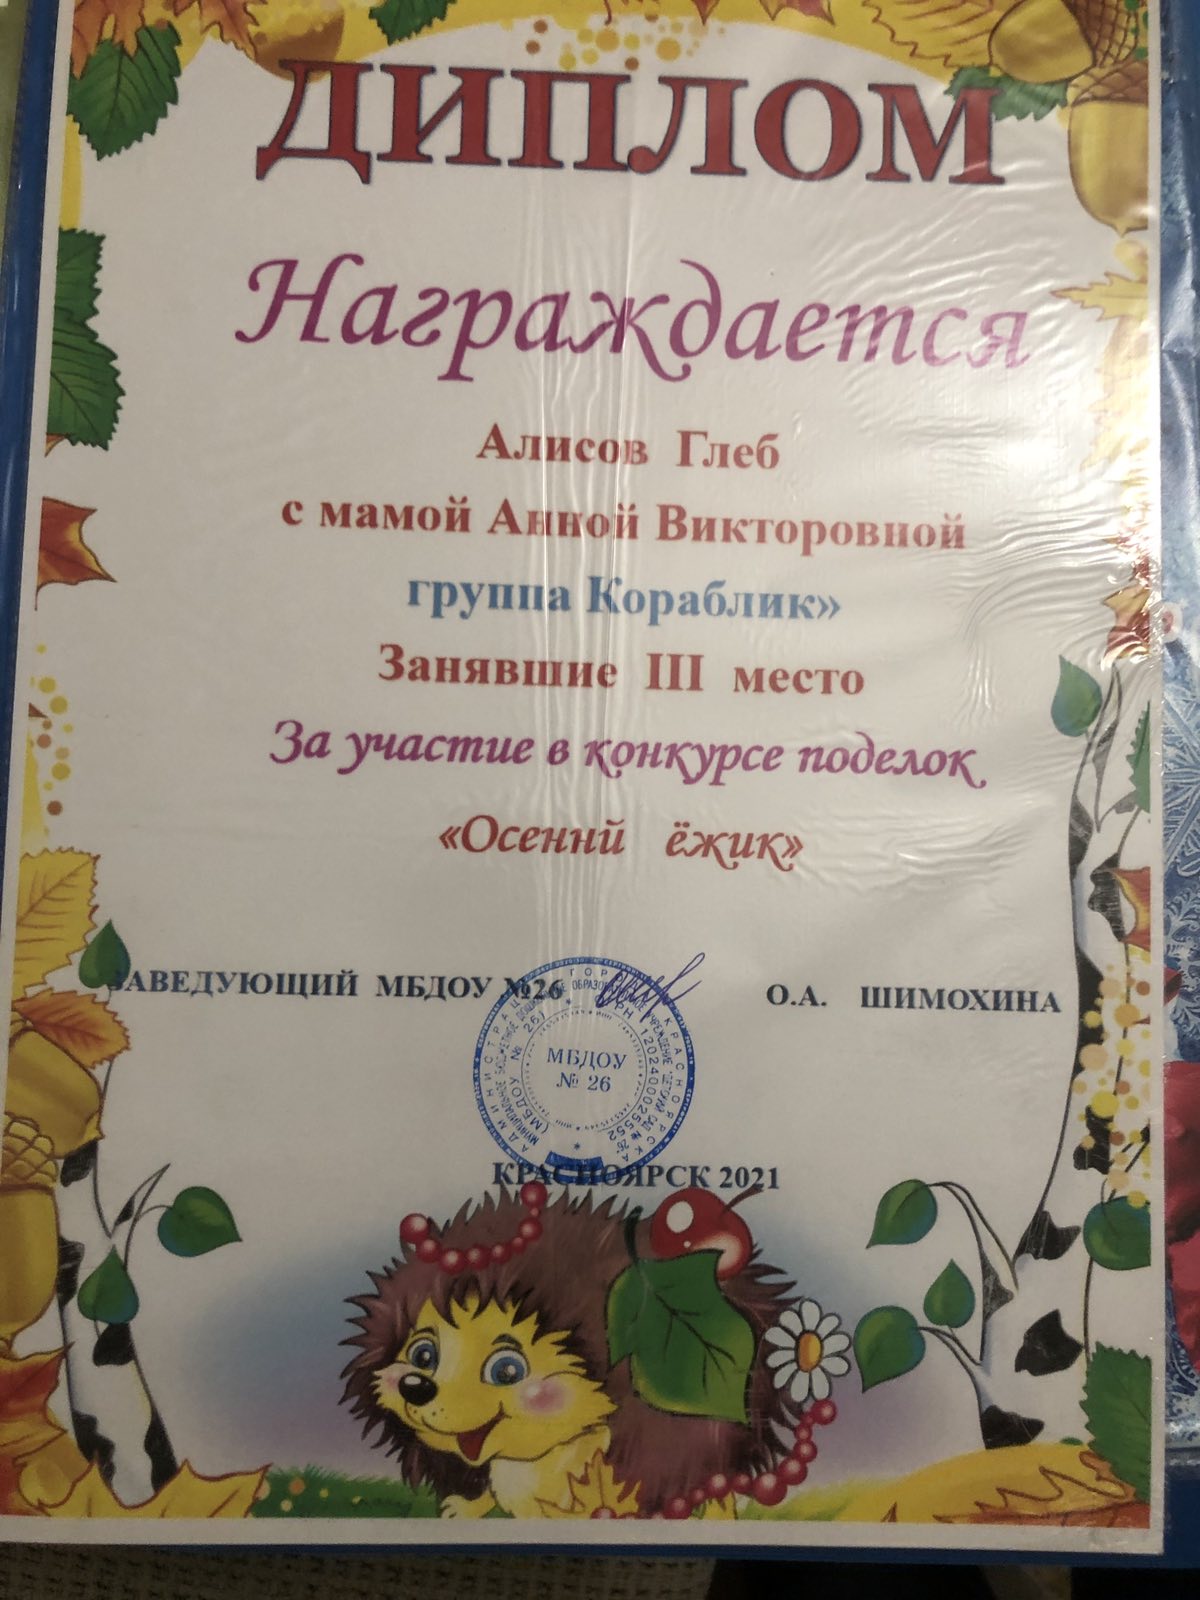 ДИПЛОМ
Награждается
Алисов Глеб
с мамой Анной Викторовной
группа Кораблик»
Занявшие III место
За участие в конкурсе поделок
«Осеннй ёжик»
ЗАВЕДУЮЩИЙ МБДОУ №26 О.А. ШИМОХИНА
МБДОУ
№ 26
КРАСНОЯРСК 2021